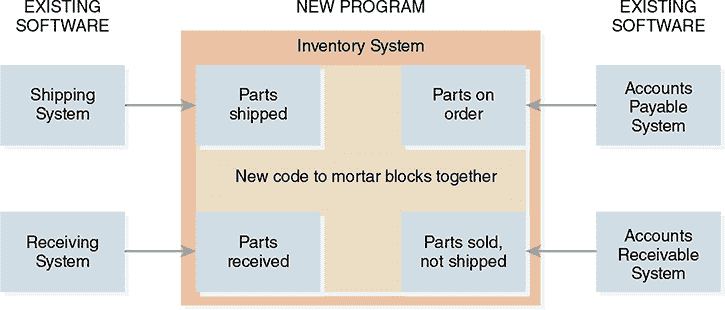 EXISTING
SOFTWARE
NEW PROGRAM
EXISTING
SOFTWARE
Inventory System
Shipping
System
Parts
shipped
Parts on
order
Accounts
Payable
System
New code to mortar blocks together
Receiving
System
Parts
received
Parts sold,
not shipped
Accounts
Receivable
System